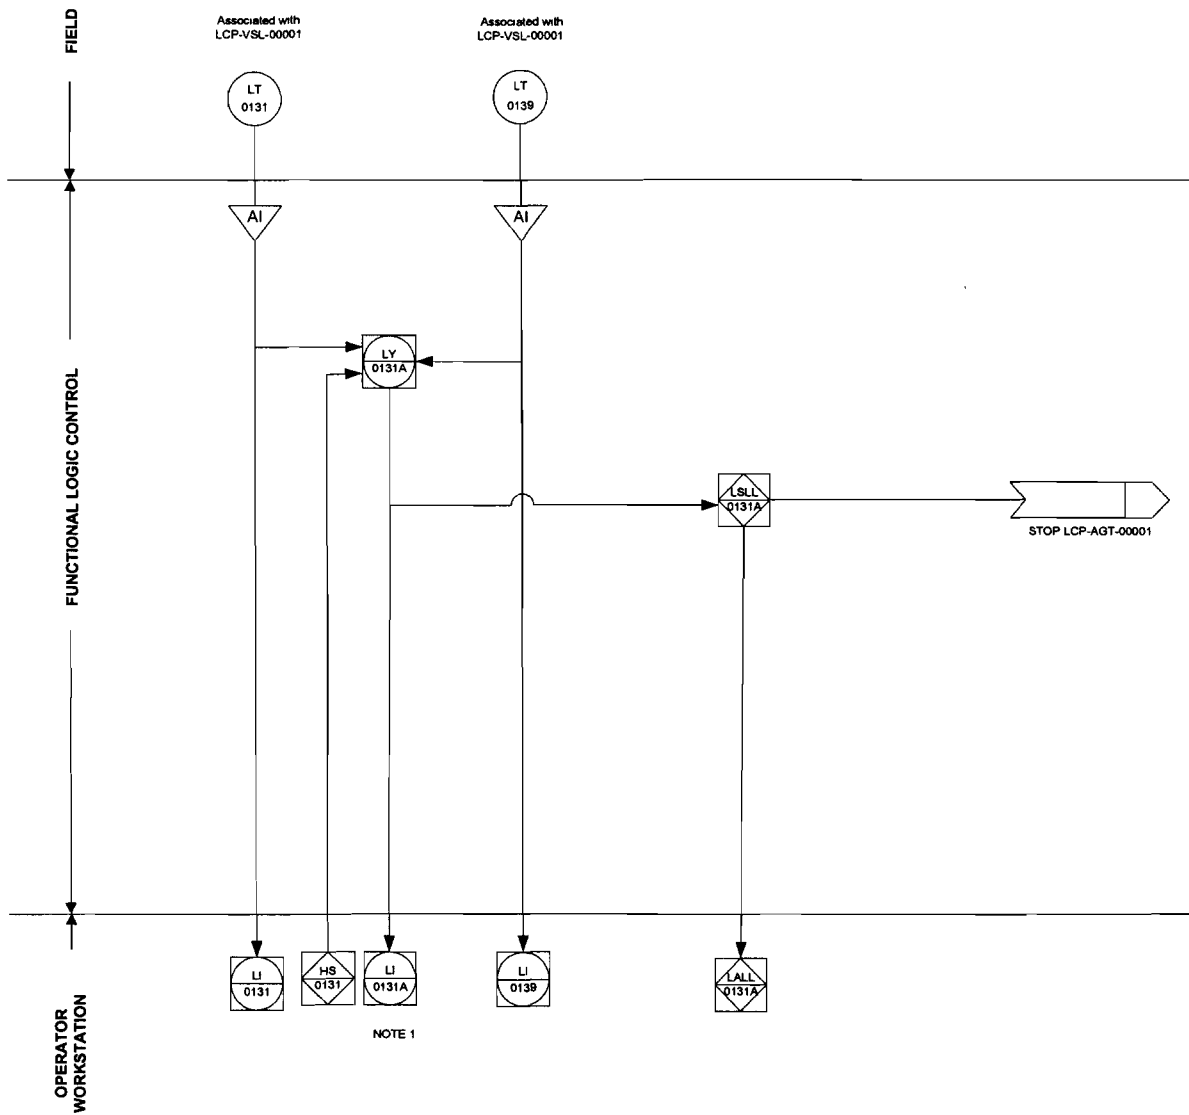 FIELD
Associated with
LCP-VSL-00001
Associated with
LCP-VSL-00001
LT
0131
LT
0139
AI
AI
FUNCTIONAL LOGIC CONTROL
LY
0131A
LSLL
0131A
STOP LCP-AGT-00001
OPERATOR
WORKSTATION
LI
0131
HS
0131
LI
0131A
LI
0139
LALL
0131A
NOTE 1